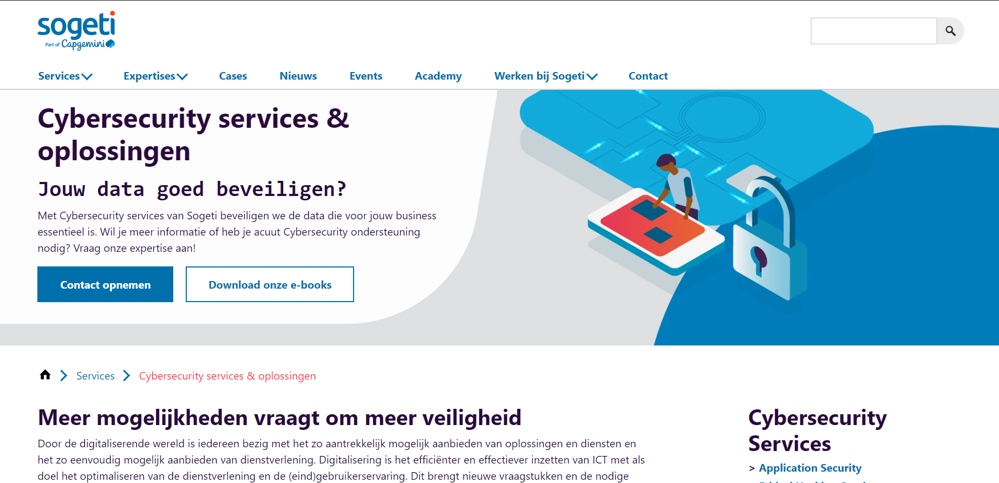 sogeti
Part of Capgemini
Services
Expertises
Cases
Nieuws
Events
Academy
Werken bij Sogeti
Contact
Cybersecurity services &
oplossingen
Jouw data goed beveiligen?
Met Cybersecurity services van Sogeti beveiligen we de data die voor jouw business
essentieel is. Wil je meer informatie of heb je acuut Cybersecurity ondersteuning
nodig? Vraag onze expertise aan!
Contact opnemen
Download onze e-books
Services
Cybersecurity services & oplossingen
Meer mogelijkheden vraagt om meer veiligheid
Door de digitaliserende wereld is iedereen bezig met het zo aantrekkelijk mogelijk aanbieden van oplossingen en diensten en
het zo eenvoudig mogelijk aanbieden van dienstverlening. Digitalisering is het efficiënter en effectiever inzetten van ICT met als
doel het optimaliseren van de dienstverlening en de (eind)gebruikerservaring. Dit brengt nieuwe vraagstukken en de nodige
Cybersecurity
Services
> Application Security